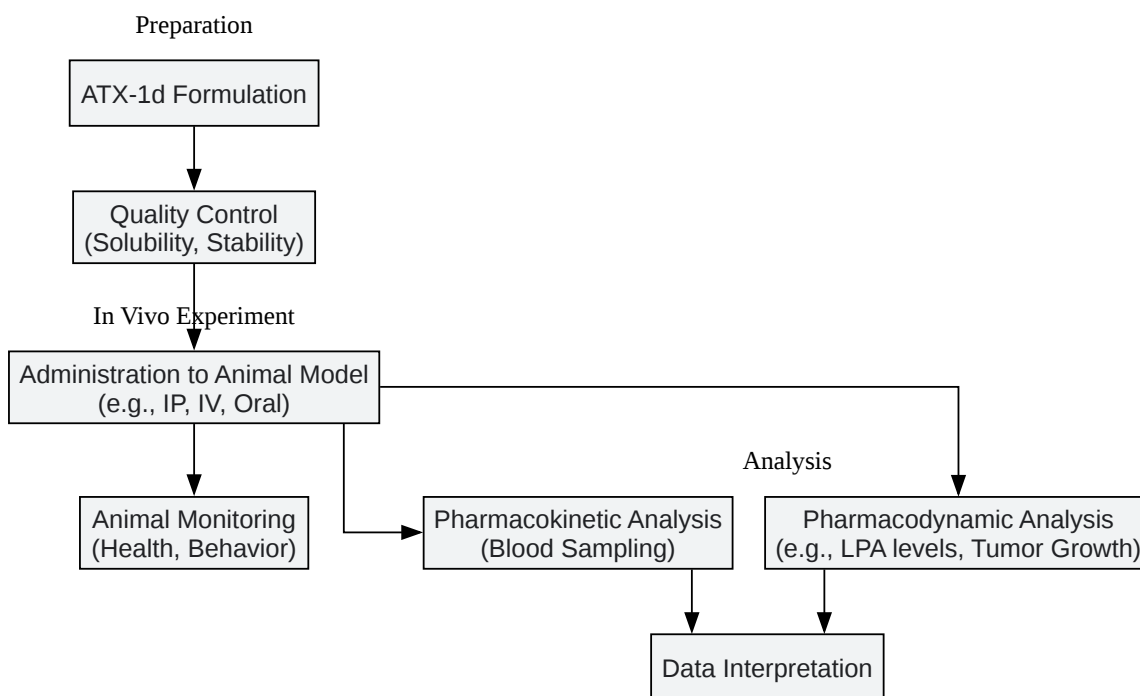 Preparation
ATX-1d Formulation
Quality Control
(Solubility, Stability)
In Vivo Experiment
Administration to Animal Model
(e.g., IP, IV, Oral)
Analysis
Animal Monitoring
(Health, Behavior)
Pharmacokinetic Analysis
(Blood Sampling)
Pharmacodynamic Analysis
(e.g., LPA levels, Tumor Growth)
Data Interpretation